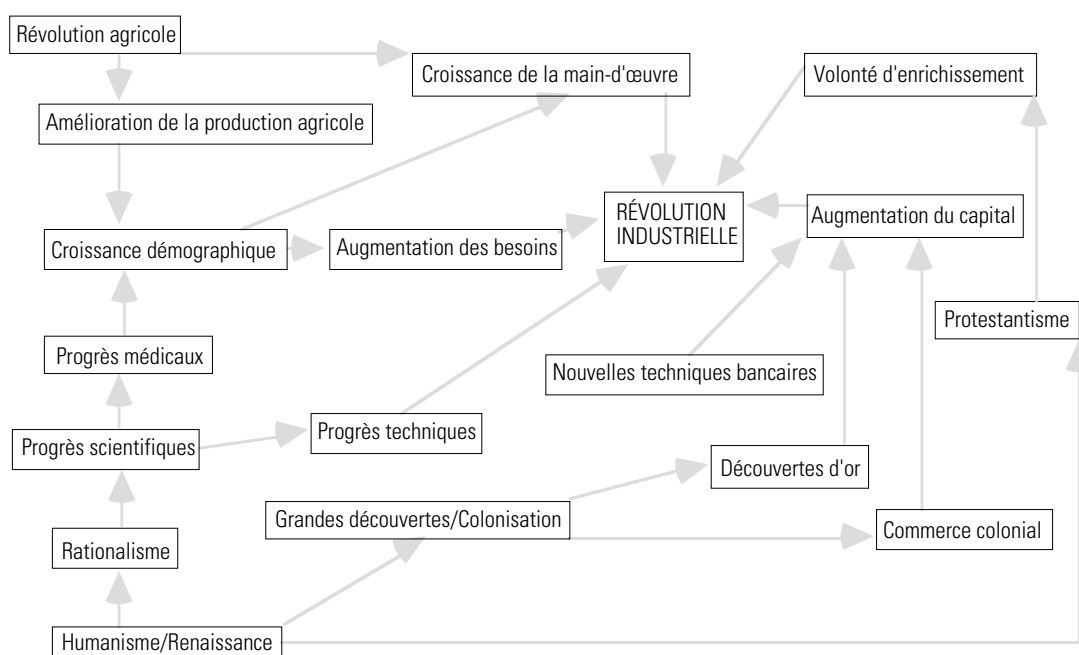 Révolution agricole
Croissance de la main-d'œuvre
Volonté d'enrichissement
Amélioration de la production agricole
RÉVOLUTION
INDUSTRIELLE
Augmentation du capital
Croissance démographique
Augmentation des besoins
Protestantisme
Progrès médicaux
Nouvelles techniques bancaires
Progrès techniques
Progrès scientifiques
Découvertes d'or
Grandes découvertes/Colonisation
Commerce colonial
Rationalisme
Humanisme/Renaissance